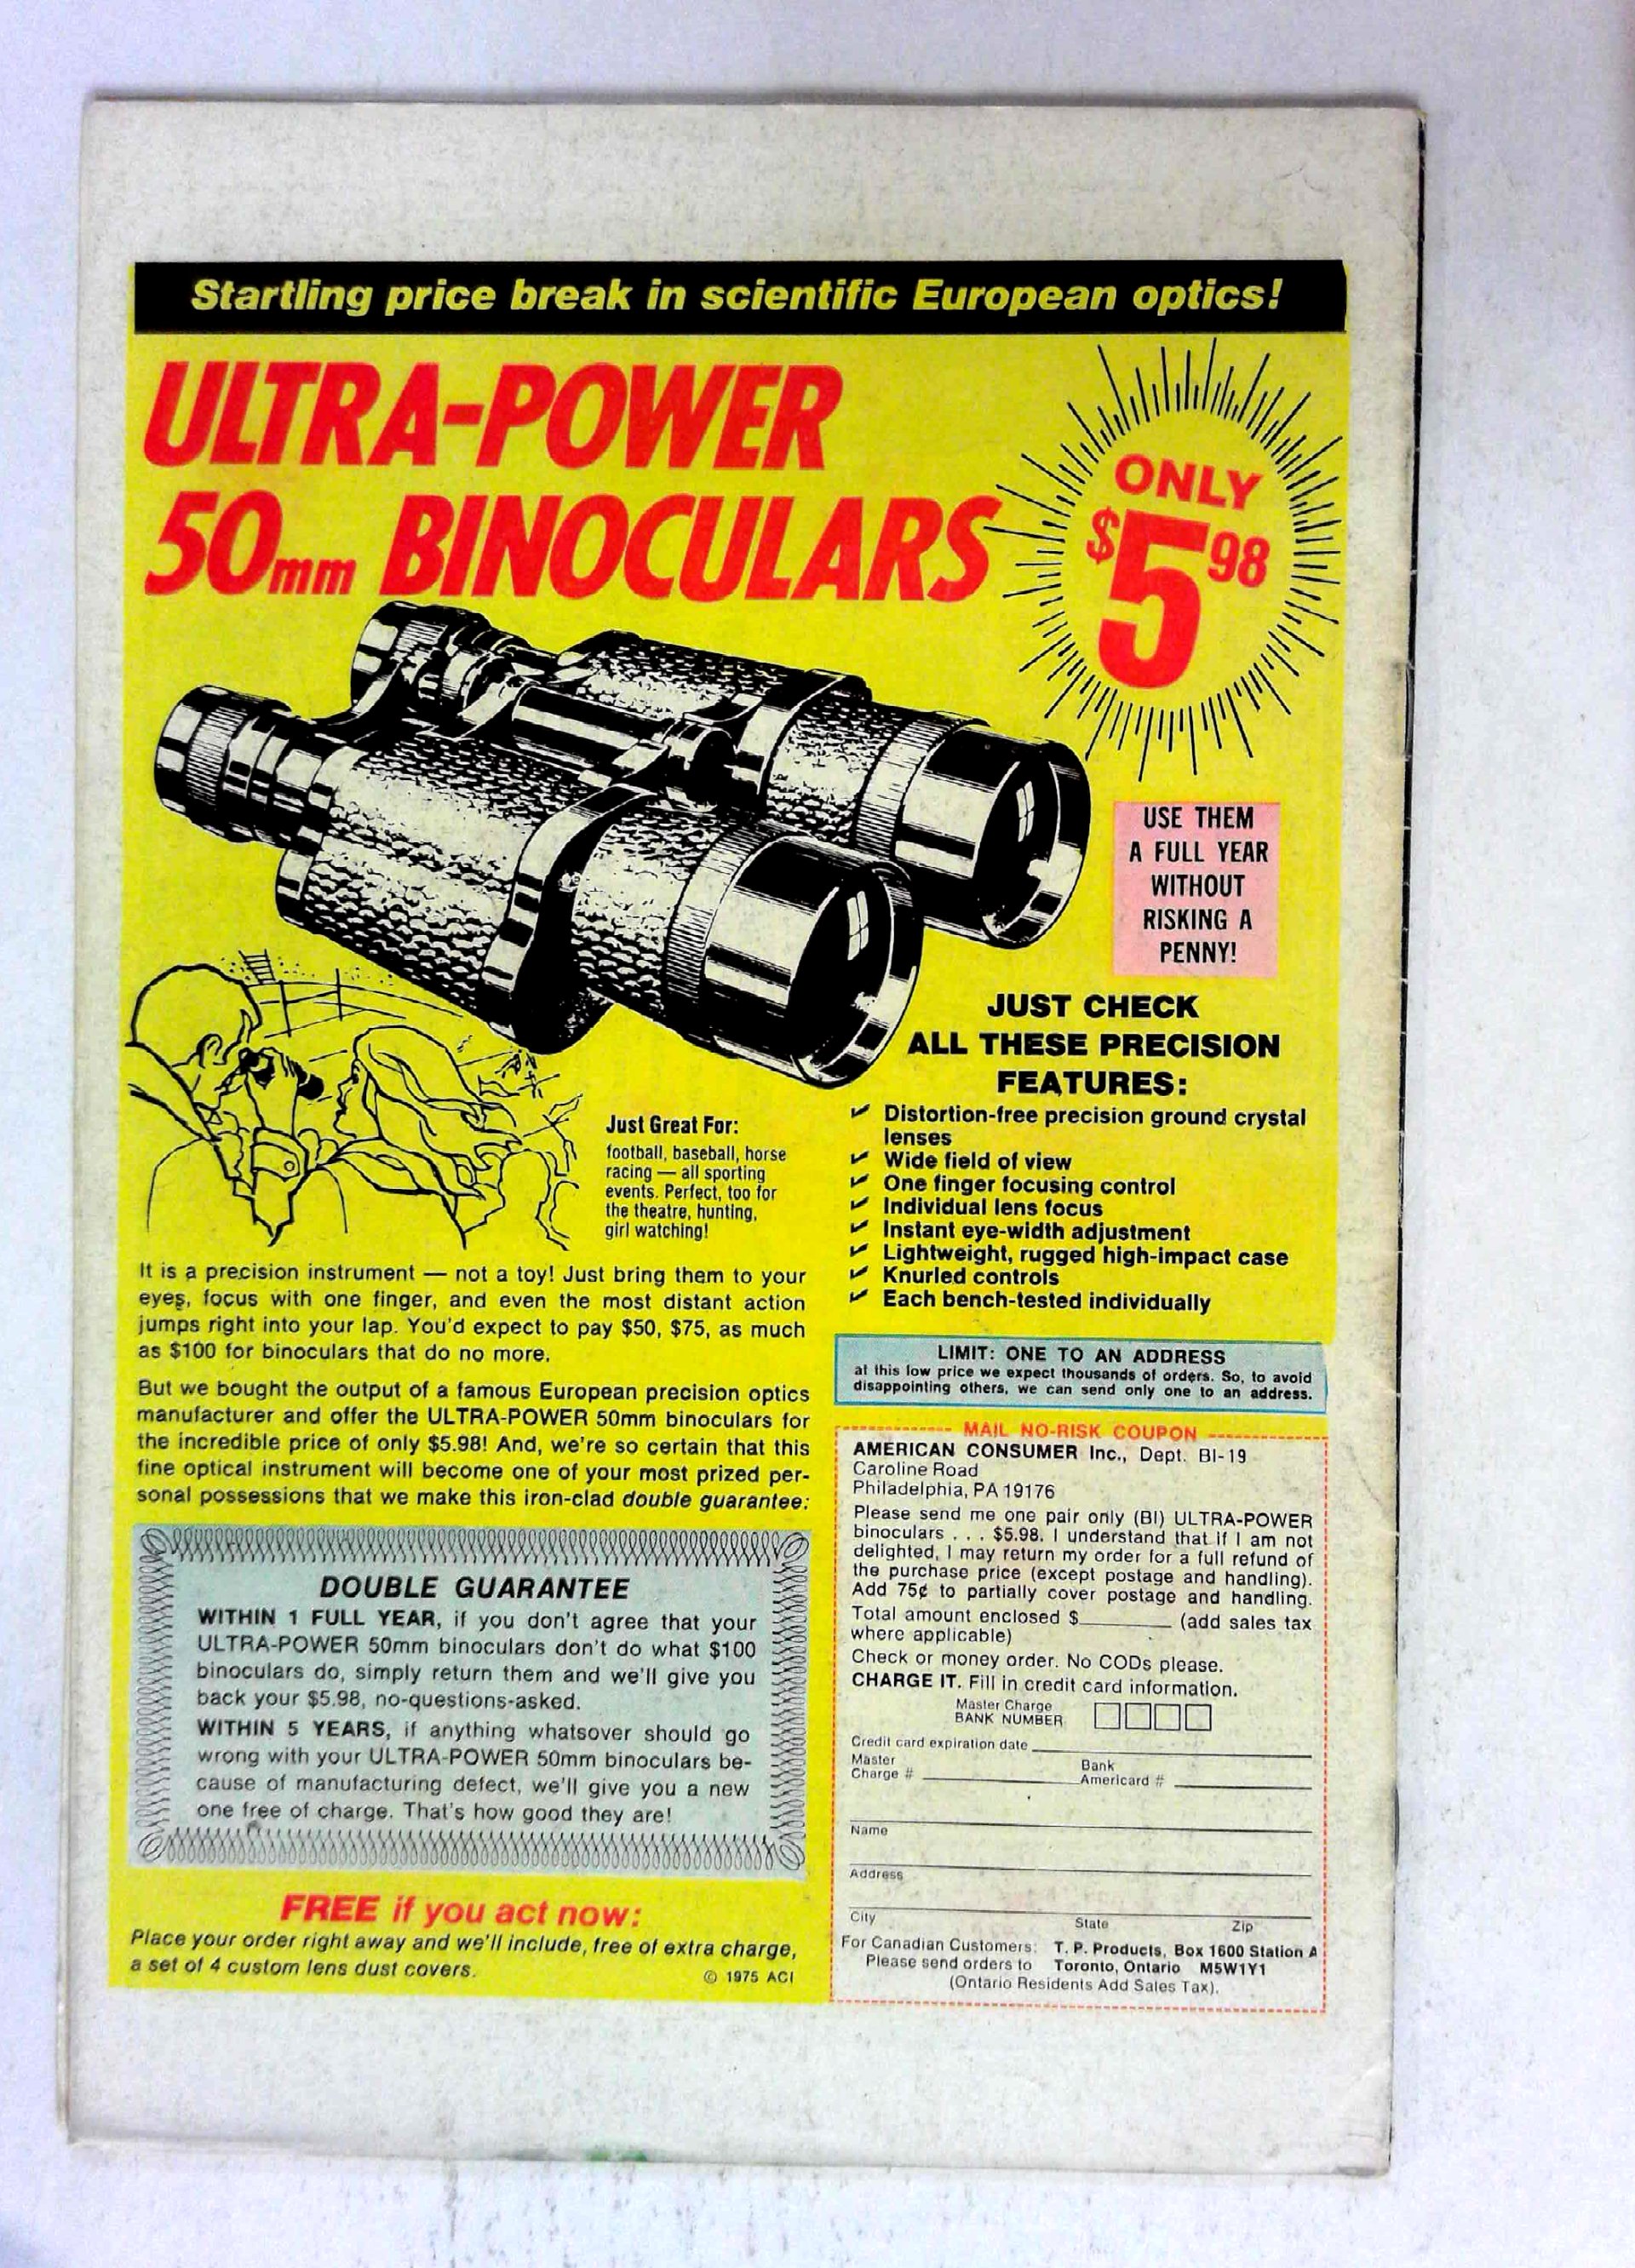 Startling price break in scientific European optics!
ULTRA-POWER
50mm BINOCULARS
ONLY
$5 98
USE THEM
A FULL YEAR
WITHOUT
RISKING A
PENNY!
JUST CHECK
ALL THESE PRECISION
FEATURES:
✔ Distortion-free precision ground crystal
lenses
✔ Wide field of view
✔ One finger focusing control
✔ Individual lens focus
✔ Instant eye-width adjustment
✔ Lightweight, rugged high-impact case
✔ Knurled controls
✔ Each bench-tested individually
Just Great For:
football, baseball, horse
racing — all sporting
events. Perfect, too for
the theatre, hunting,
girl watching!
It is a precision instrument — not a toy! Just bring them to your
eyes, focus with one finger, and even the most distant action
jumps right into your lap. You'd expect to pay $50, $75, as much
as $100 for binoculars that do no more.
But we bought the output of a famous European precision optics
manufacturer and offer the ULTRA-POWER 50mm binoculars for
the incredible price of only $5.98! And, we're so certain that this
fine optical instrument will become one of your most prized per-
sonal possessions that we make this iron-clad double guarantee:
DOUBLE GUARANTEE
WITHIN 1 FULL YEAR, if you don't agree that your
ULTRA-POWER 50mm binoculars don't do what $100
binoculars do, simply return them and we'll give you
back your $5.98, no-questions-asked.
WITHIN 5 YEARS, if anything whatsover should go
wrong with your ULTRA-POWER 50mm binoculars be-
cause of manufacturing defect, we'll give you a new
one free of charge. That's how good they are!
FREE if you act now:
Place your order right away and we'll include, free of extra charge,
a set of 4 custom lens dust covers.
© 1975 ACI
LIMIT: ONE TO AN ADDRESS
at this low price we expect thousands of orders. So, to avoid
disappointing others, we can send only one to an address.
MAIL NO-RISK COUPON
AMERICAN CONSUMER Inc., Dept. BI-19
Caroline Road
Philadelphia, PA 19176
Please send me one pair only (BI) ULTRA-POWER
binoculars . . . $5.98. I understand that if I am not
delighted, I may return my order for a full refund of
the purchase price (except postage and handling).
Add 75¢ to partially cover postage and handling.
Total amount enclosed $________ (add sales tax
where applicable)
Check or money order. No CODs please.
CHARGE IT. Fill in credit card information.
Master Charge
BANK NUMBER
Credit card expiration date
Master
Charge #
Bank
Americard #
Name
Address
City State Zip
For Canadian Customers: T. P. Products, Box 1600 Station A
Please send orders to Toronto, Ontario M5W1Y1
(Ontario Residents Add Sales Tax).